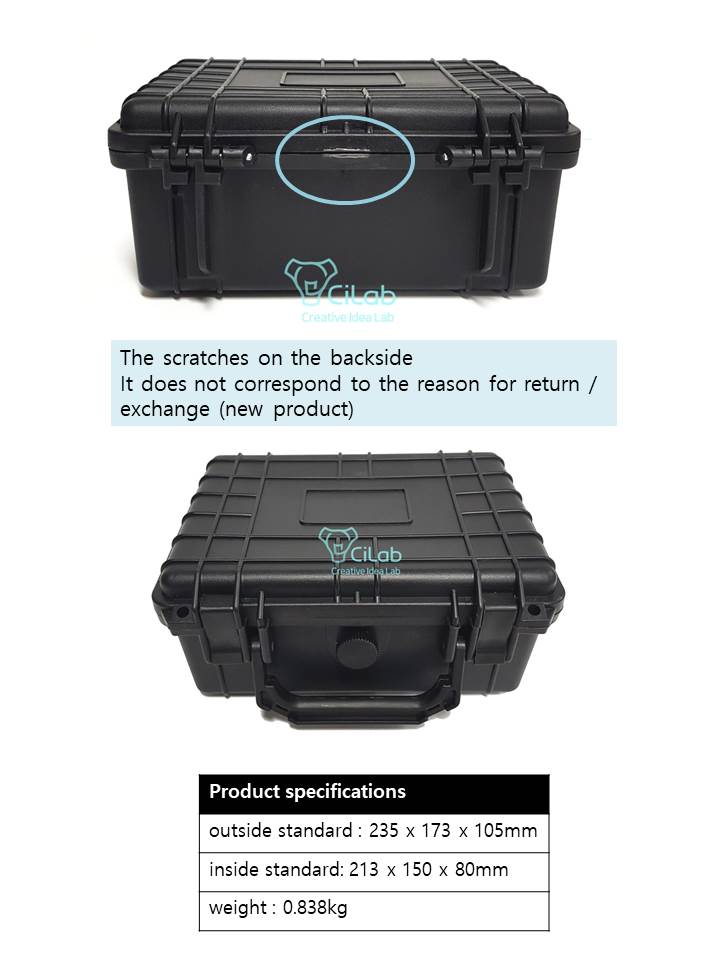 CiLab
Creative Idea Lab
The scratches on the backside
It does not correspond to the reason for return /
exchange (new product)
CiLab
Creative Idea Lab
Product specifications
outside standard : 235 x 173 x 105mm
inside standard: 213 x 150 x 80mm
weight : 0.838kg